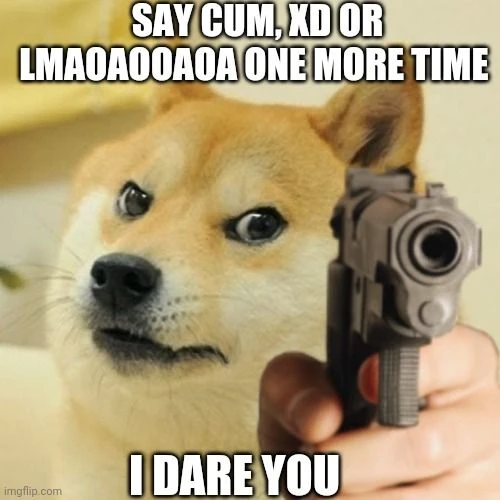 SAY CUM, XD OR
LMAOAOOAOA ONE MORE TIME
I DARE YOU
imgflip.com